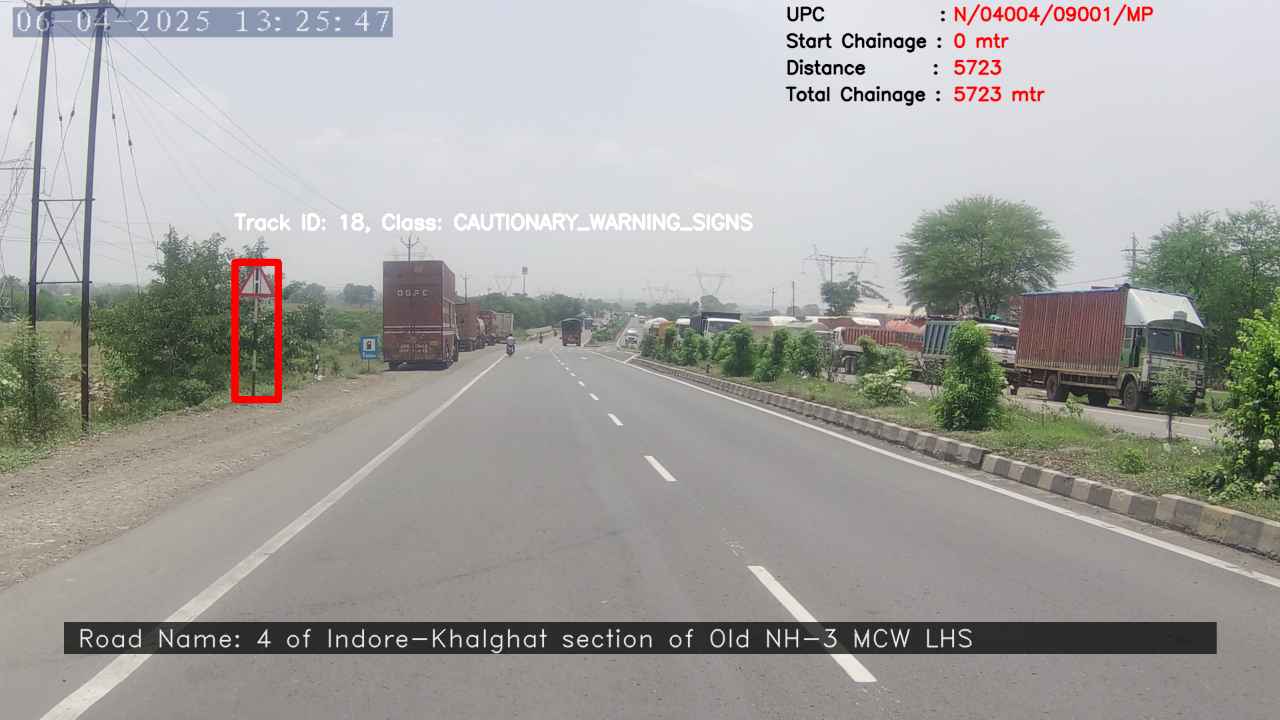 06-04-2025 13:25:47
UPC : N/04004/09001/MP
Start Chainage : 0 mtr
Distance : 5723
Total Chainage : 5723 mtr
Track ID: 18, Class: CAUTIONARY_WARNING_SIGNS
Road Name: 4 of Indore-Khalghat section of Old NH-3 MCW LHS